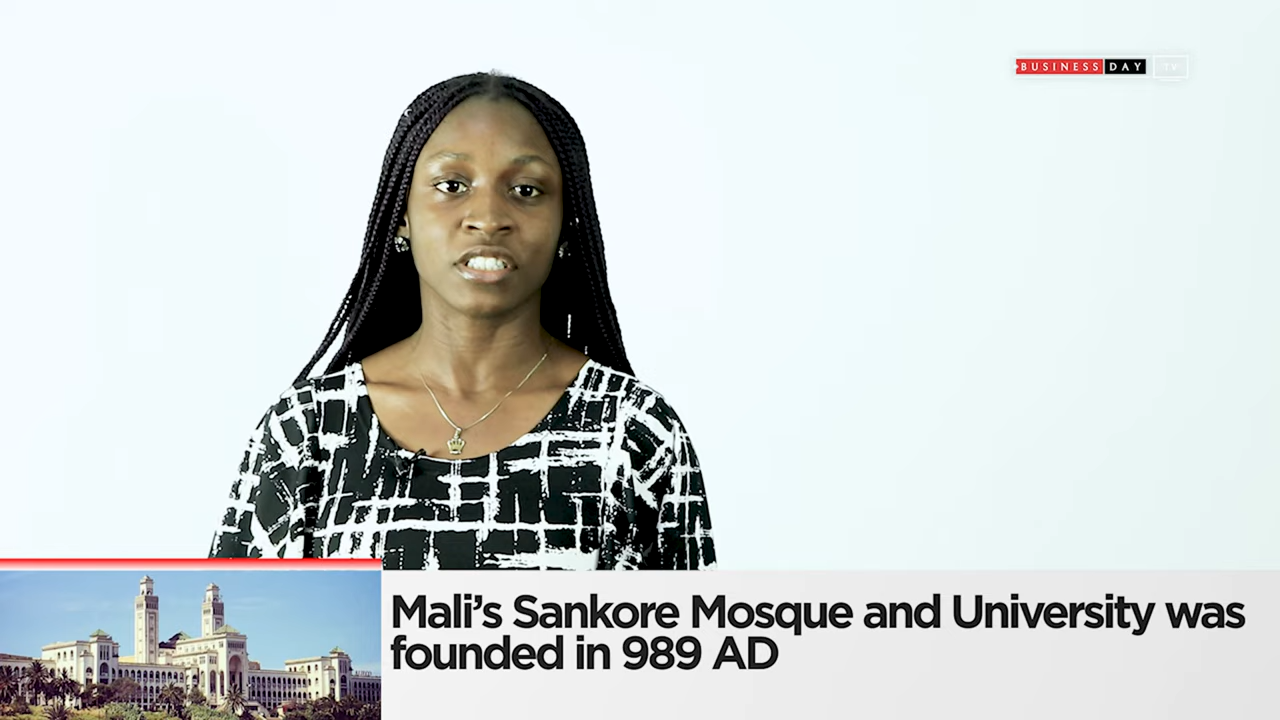 BUSINESS DAY TV
Mali's Sankore Mosque and University was
founded in 989 AD